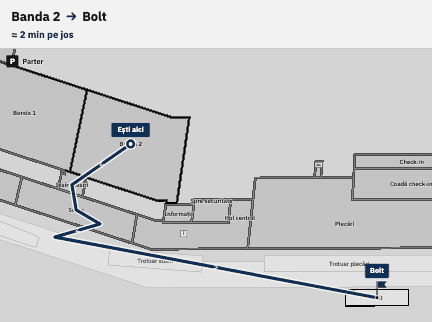 Banda 2 → Bolt
≈ 2 min pe jos
P Parter
Banda 1
Ești aici
Check-in
Coadă check-in
Spre securitate
Informații
Hol central
Plecări
Trotuar plecări
Bolt